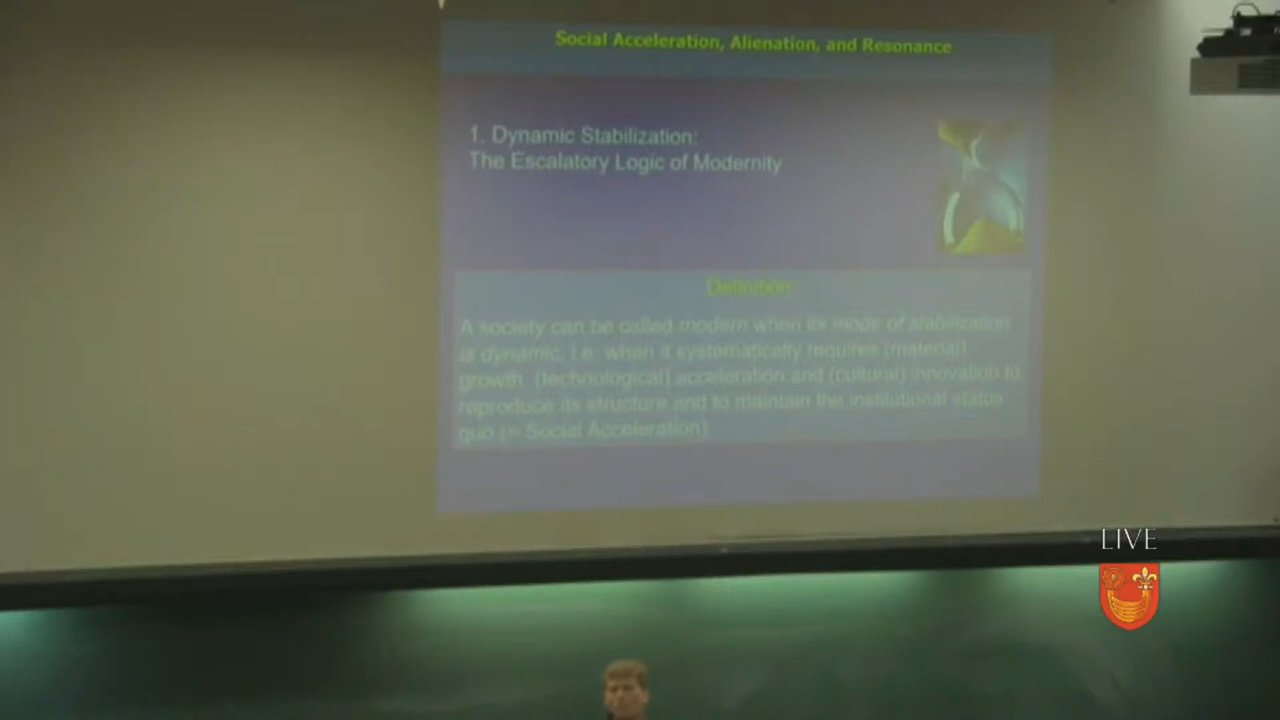 Social Acceleration, Alienation, and Resonance
1. Dynamic Stabilization:
The Escalatory Logic of Modernity
Definition:
A society can be called modern when its mode of stabilization
is dynamic, i.e. when it systematically requires (material)
growth, (technological) acceleration and (cultural) innovation to
reproduce its structure and to maintain the institutional status
quo (= Social Acceleration)
LIVE